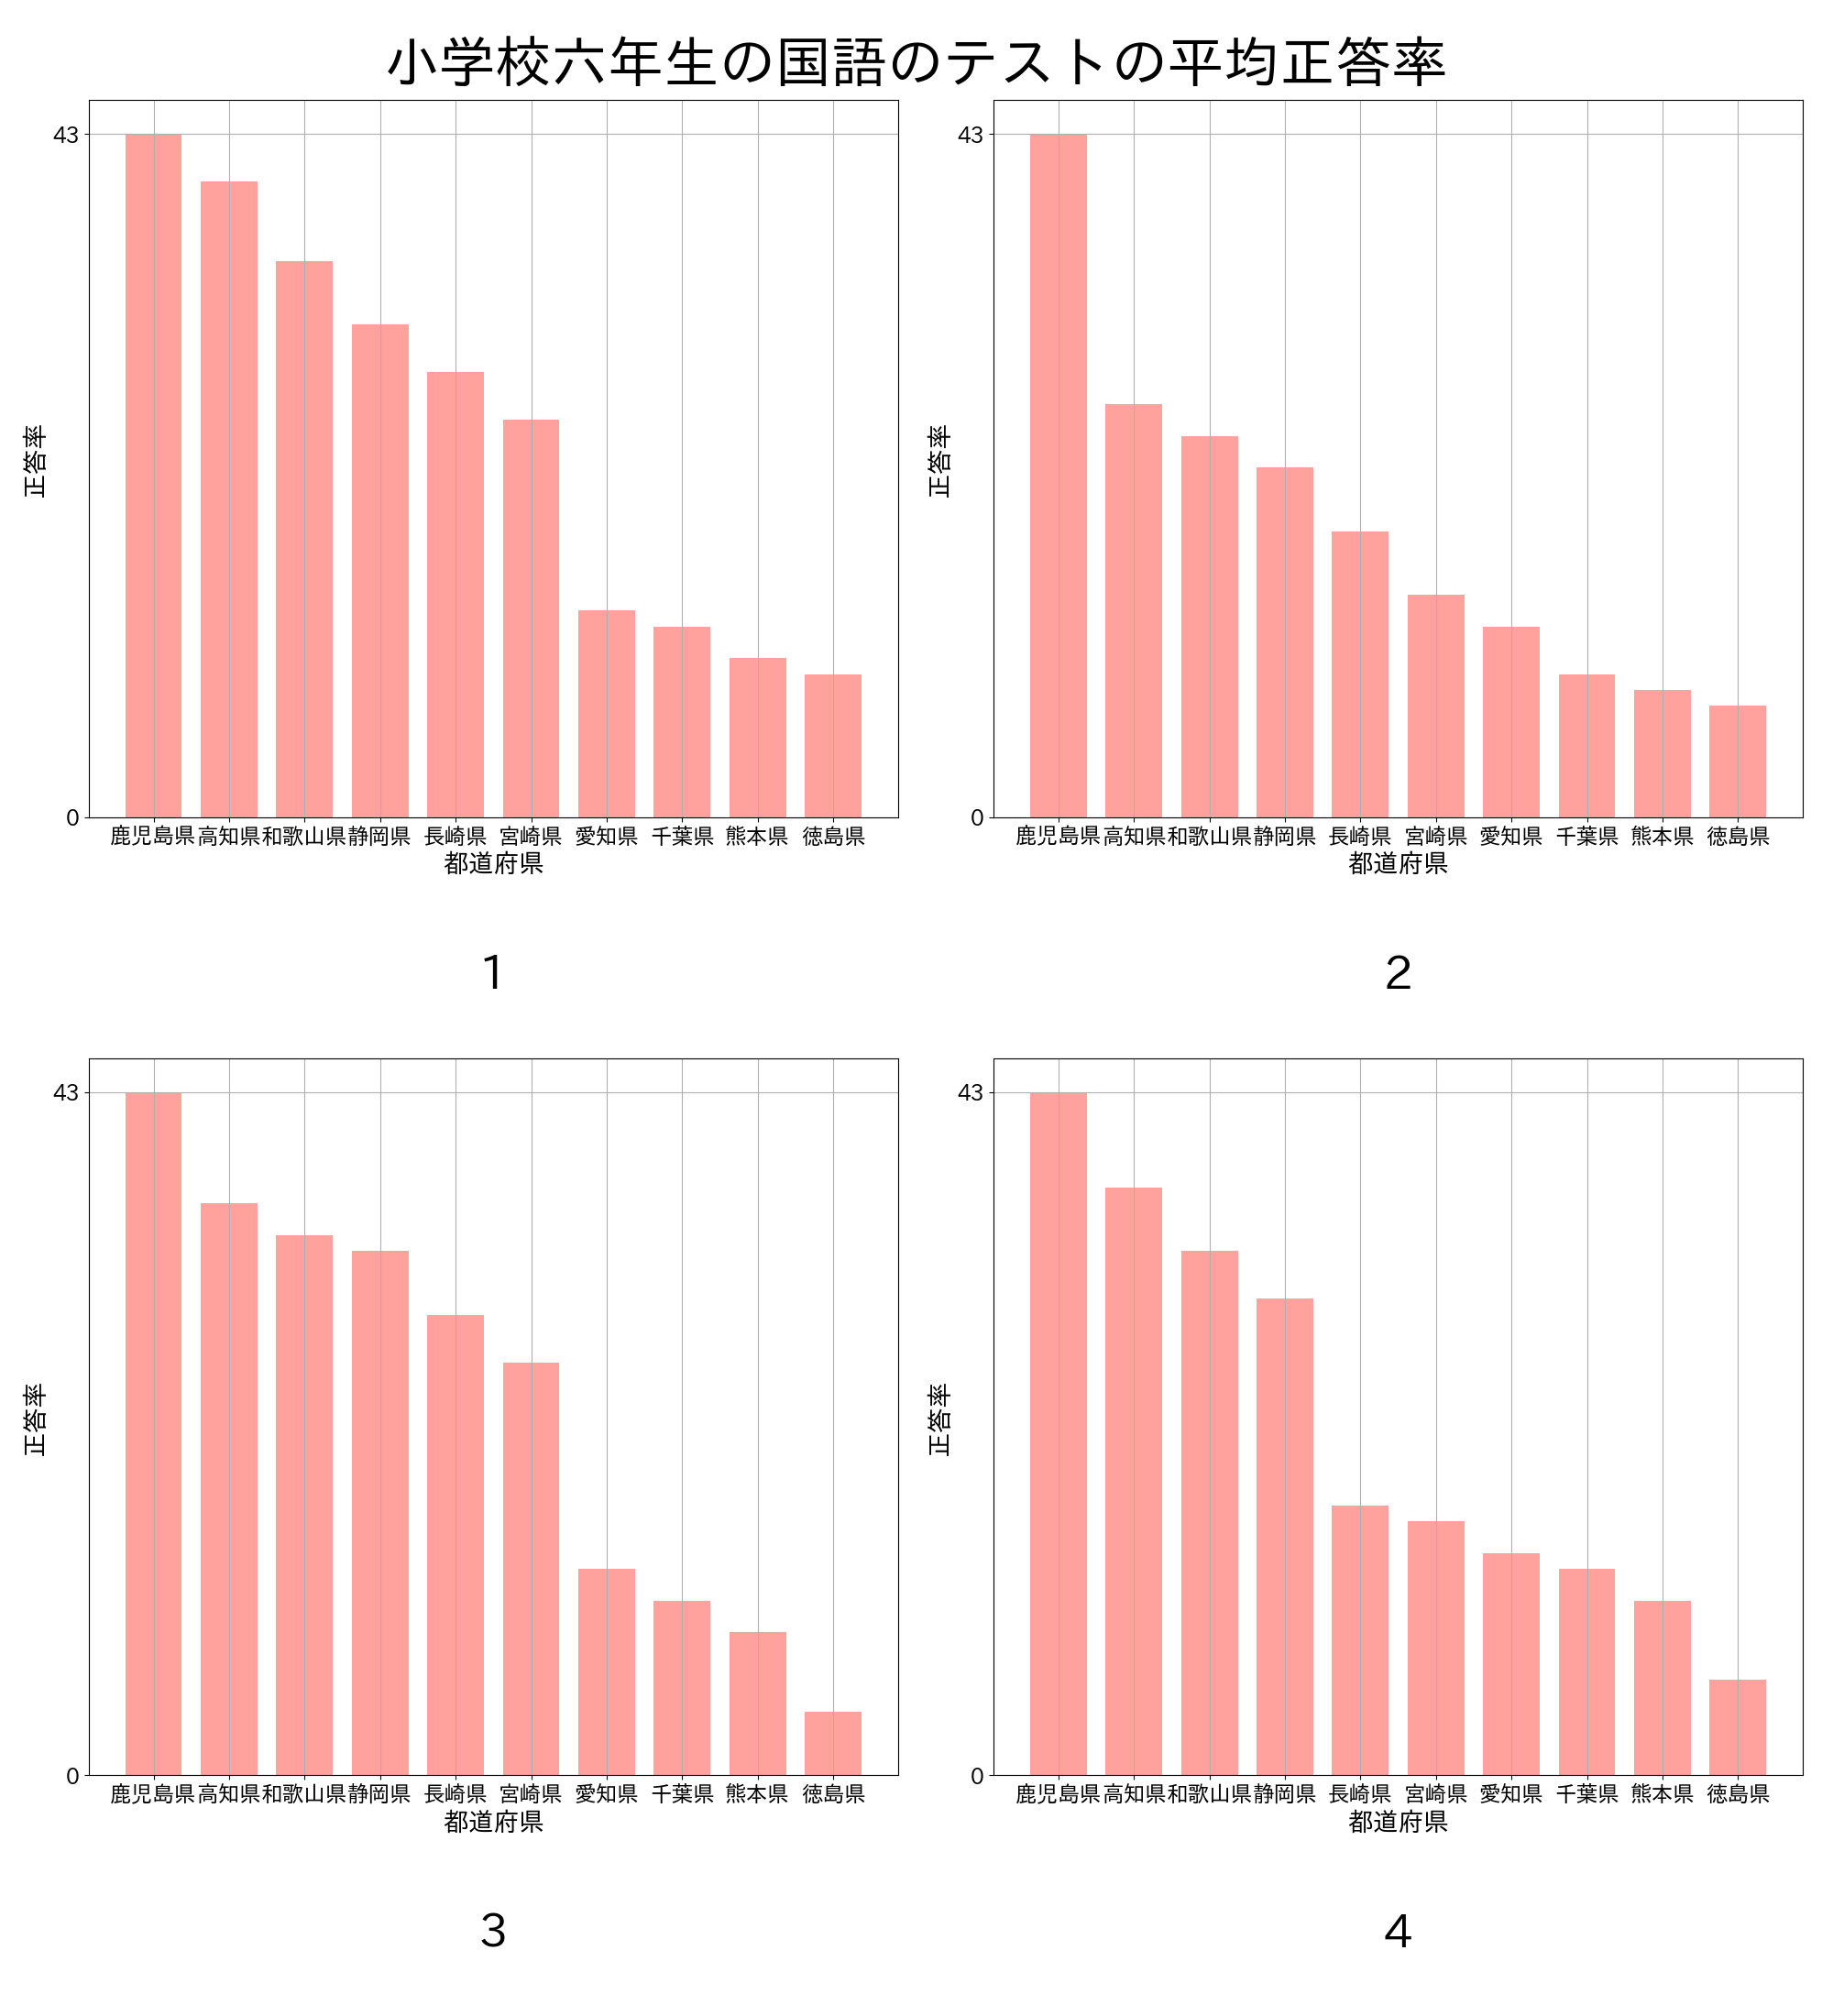 小学校六年生の国語のテストの平均正答率
43
0
正答率
鹿児島県 高知県 和歌山県 静岡県 長崎県 宮崎県 愛知県 千葉県 熊本県 徳島県
都道府県
1
43
0
正答率
鹿児島県 高知県 和歌山県 静岡県 長崎県 宮崎県 愛知県 千葉県 熊本県 徳島県
都道府県
2
43
0
正答率
鹿児島県 高知県 和歌山県 静岡県 長崎県 宮崎県 愛知県 千葉県 熊本県 徳島県
都道府県
3
43
0
正答率
鹿児島県 高知県 和歌山県 静岡県 長崎県 宮崎県 愛知県 千葉県 熊本県 徳島県
都道府県
4